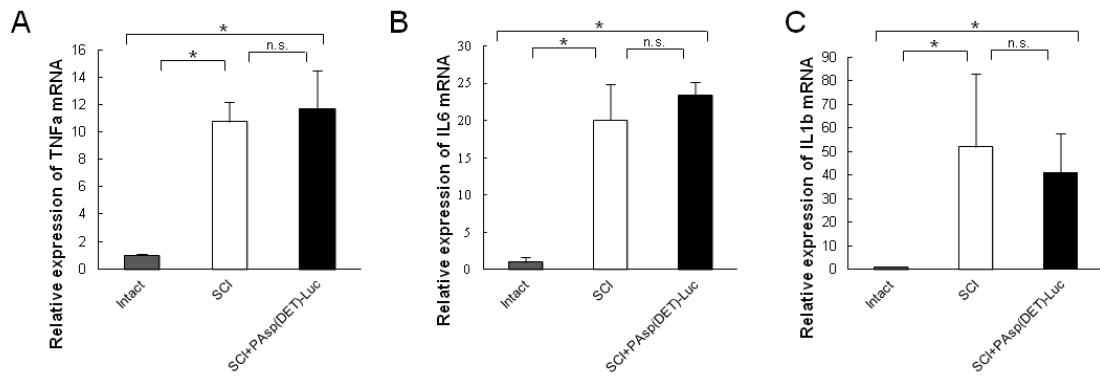 A
Relative expression of TNFa mRNA
16
14
12
10
8
6
4
2
0
*
*
n.s.
Intact
SCI
SCI+PAsp(DET)-Luc
B
Relative expression of IL6 mRNA
30
25
20
15
10
5
0
*
*
n.s.
Intact
SCI
SCI+PAsp(DET)-Luc
C
Relative expression of IL1b mRNA
90
80
70
60
50
40
30
20
10
0
*
*
n.s.
Intact
SCI
SCI+PAsp(DET)-Luc